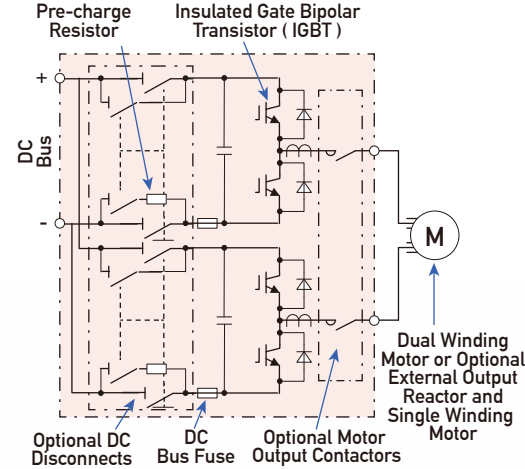 Pre-charge
Resistor
Insulated Gate Bipolar
Transistor ( IGBT )
+
DC
Bus
-
M
Dual Winding
Motor or Optional
External Output
Reactor and
Single Winding
Motor
Optional DC
Disconnects
DC
Bus Fuse
Optional Motor
Output Contactors